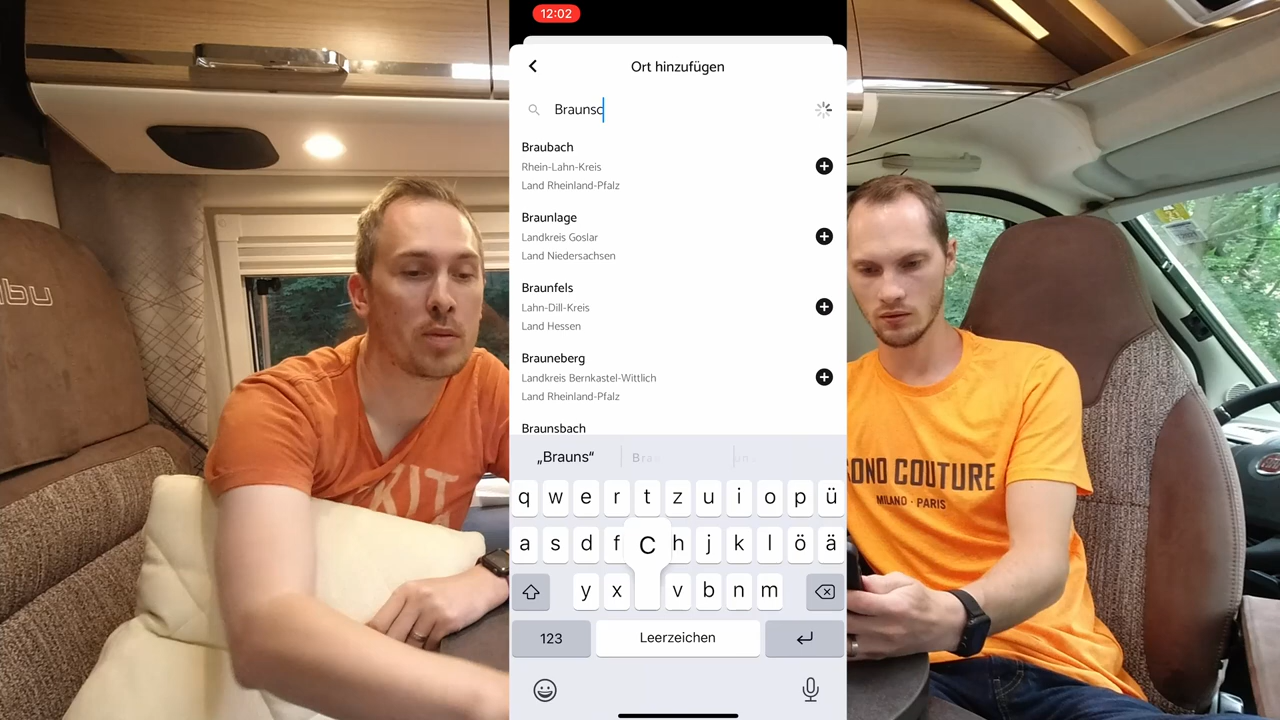 12:02
Ort hinzufügen
Braunsc
Braubach
Rhein-Lahn-Kreis
Land Rheinland-Pfalz
Braunlage
Landkreis Goslar
Land Niedersachsen
Braunfels
Lahn-Dill-Kreis
Land Hessen
Brauneberg
Landkreis Bernkastel-Wittlich
Land Rheinland-Pfalz
Braunsbach
„Brauns“
q w e r t z u i o p ü
a s d f C h j k l ö ä
y x v b n m
123 Leerzeichen
KIT
OND COUTURE
MILANO - PARIS